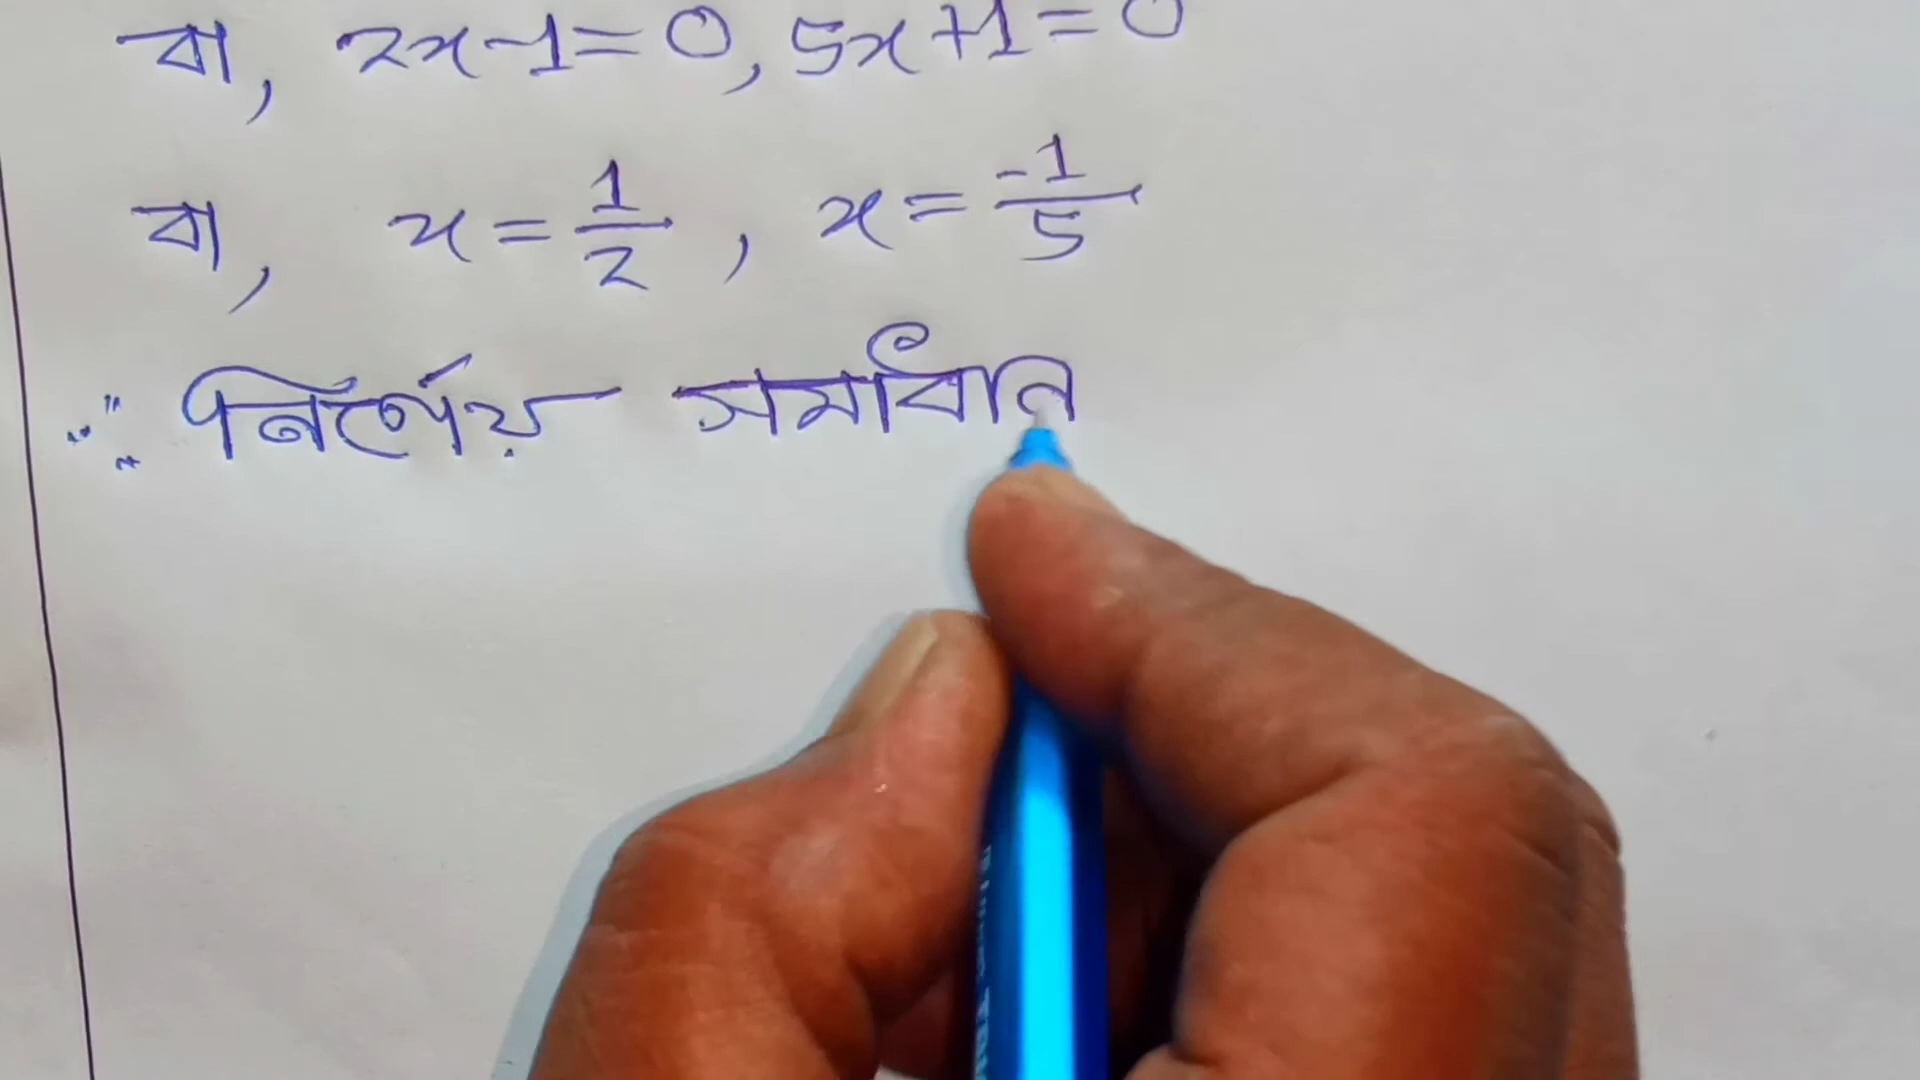 বা, 2x-1=0, 5x+1=0
বা, x=1/2, x=-1/5
∴ নির্ণেয় সমাধান